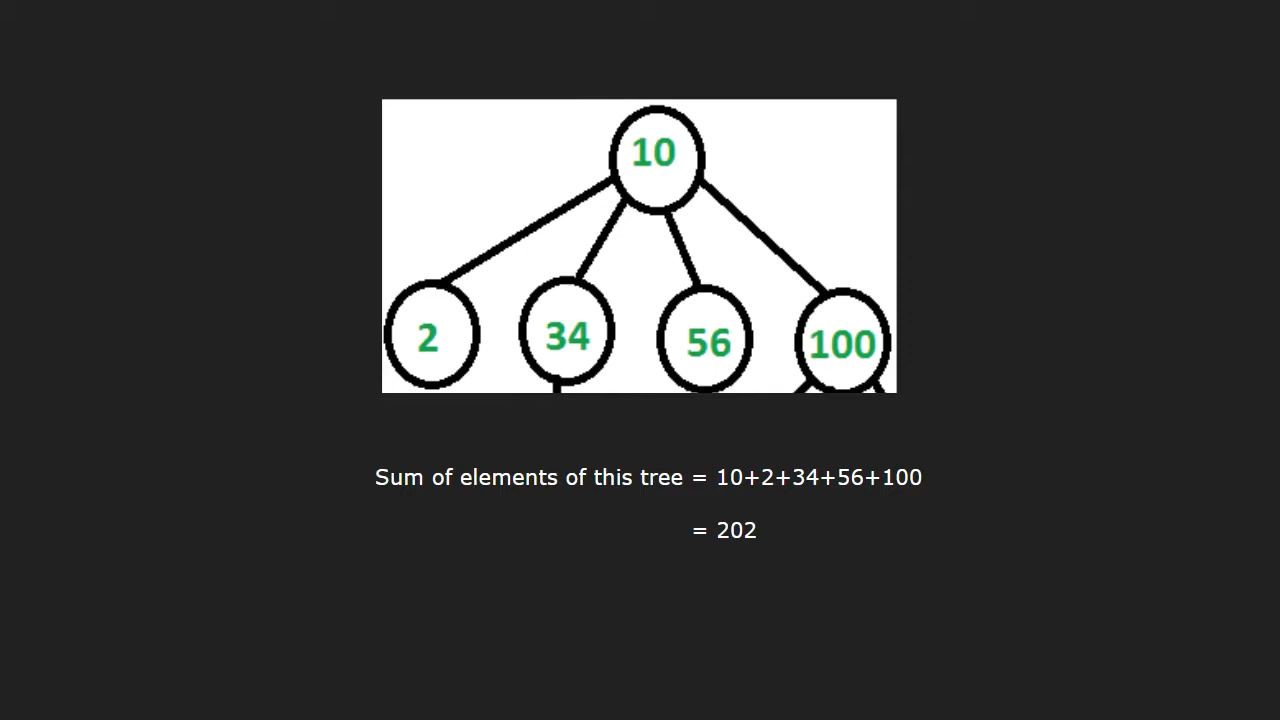 10
2 34 56 100
Sum of elements of this tree = 10+2+34+56+100
= 202